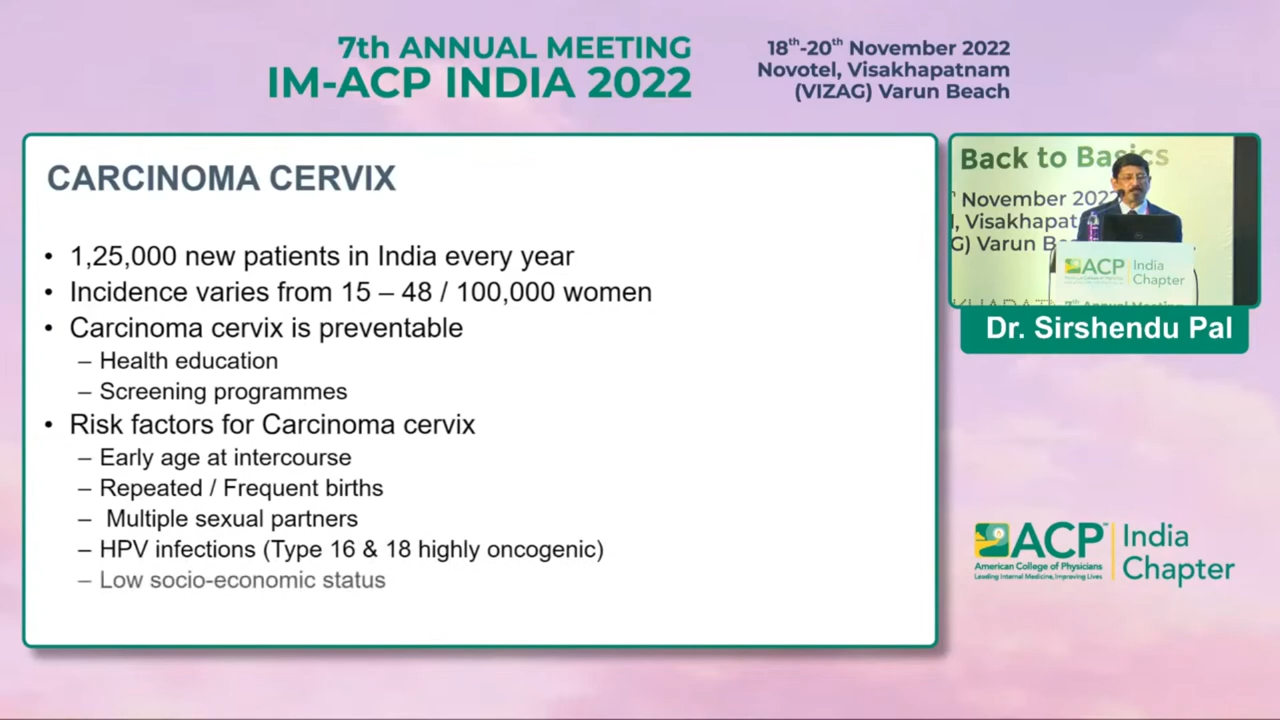 7th ANNUAL MEETING
IM-ACP INDIA 2022
18th-20th November 2022
Novotel, Visakhapatnam
(VIZAG) Varun Beach
CARCINOMA CERVIX
• 1,25,000 new patients in India every year
• Incidence varies from 15 – 48 / 100,000 women
• Carcinoma cervix is preventable
– Health education
– Screening programmes
• Risk factors for Carcinoma cervix
– Early age at intercourse
– Repeated / Frequent births
– Multiple sexual partners
– HPV infections (Type 16 & 18 highly oncogenic)
– Low socio-economic status
Back to Basics
November 2022
, Visakhapat
G) Varun B
ACP India
Chapter
7th Annual Meeting
Dr. Sirshendu Pal
ACP India
Chapter
American College of Physicians
Leading Internal Medicine, Improving Lives